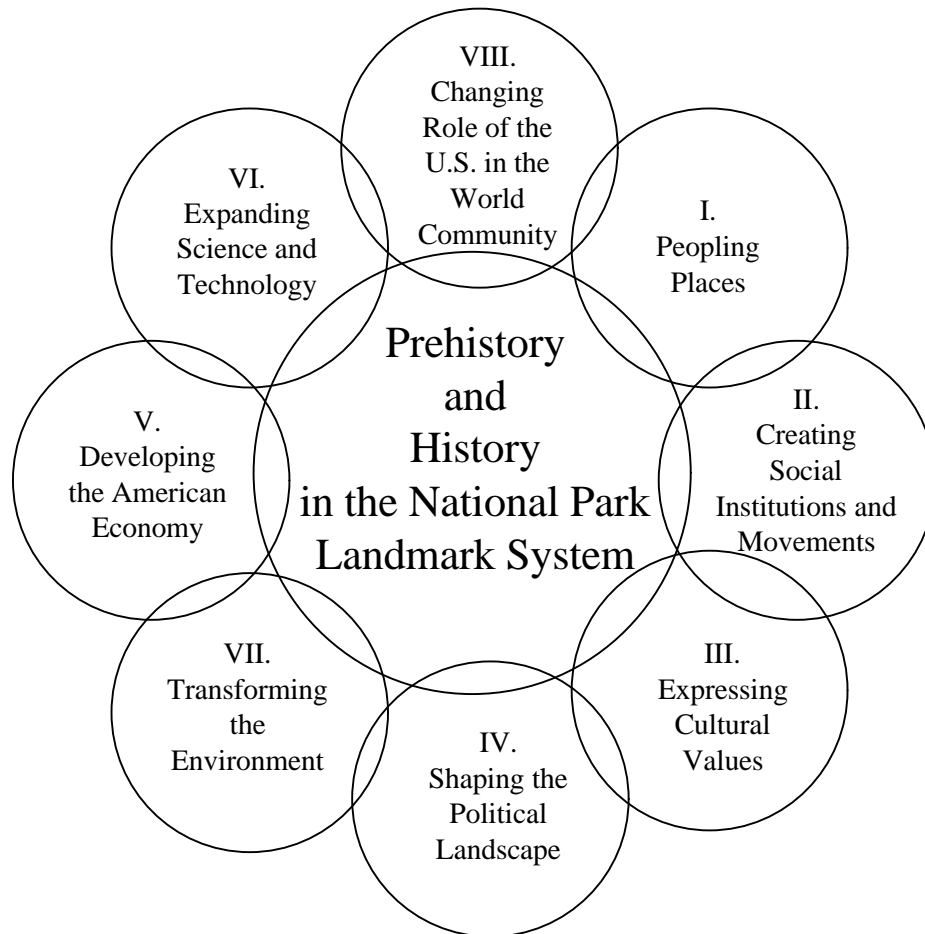 VIII.
Changing
Role of the
U.S. in the
World
Community
I.
Peopling
Places
II.
Creating
Social
Institutions and
Movements
III.
Expressing
Cultural
Values
IV.
Shaping the
Political
Landscape
VII.
Transforming
the
Environment
V.
Developing
the American
Economy
VI.
Expanding
Science and
Technology
Prehistory
and
History
in the National Park
Landmark System